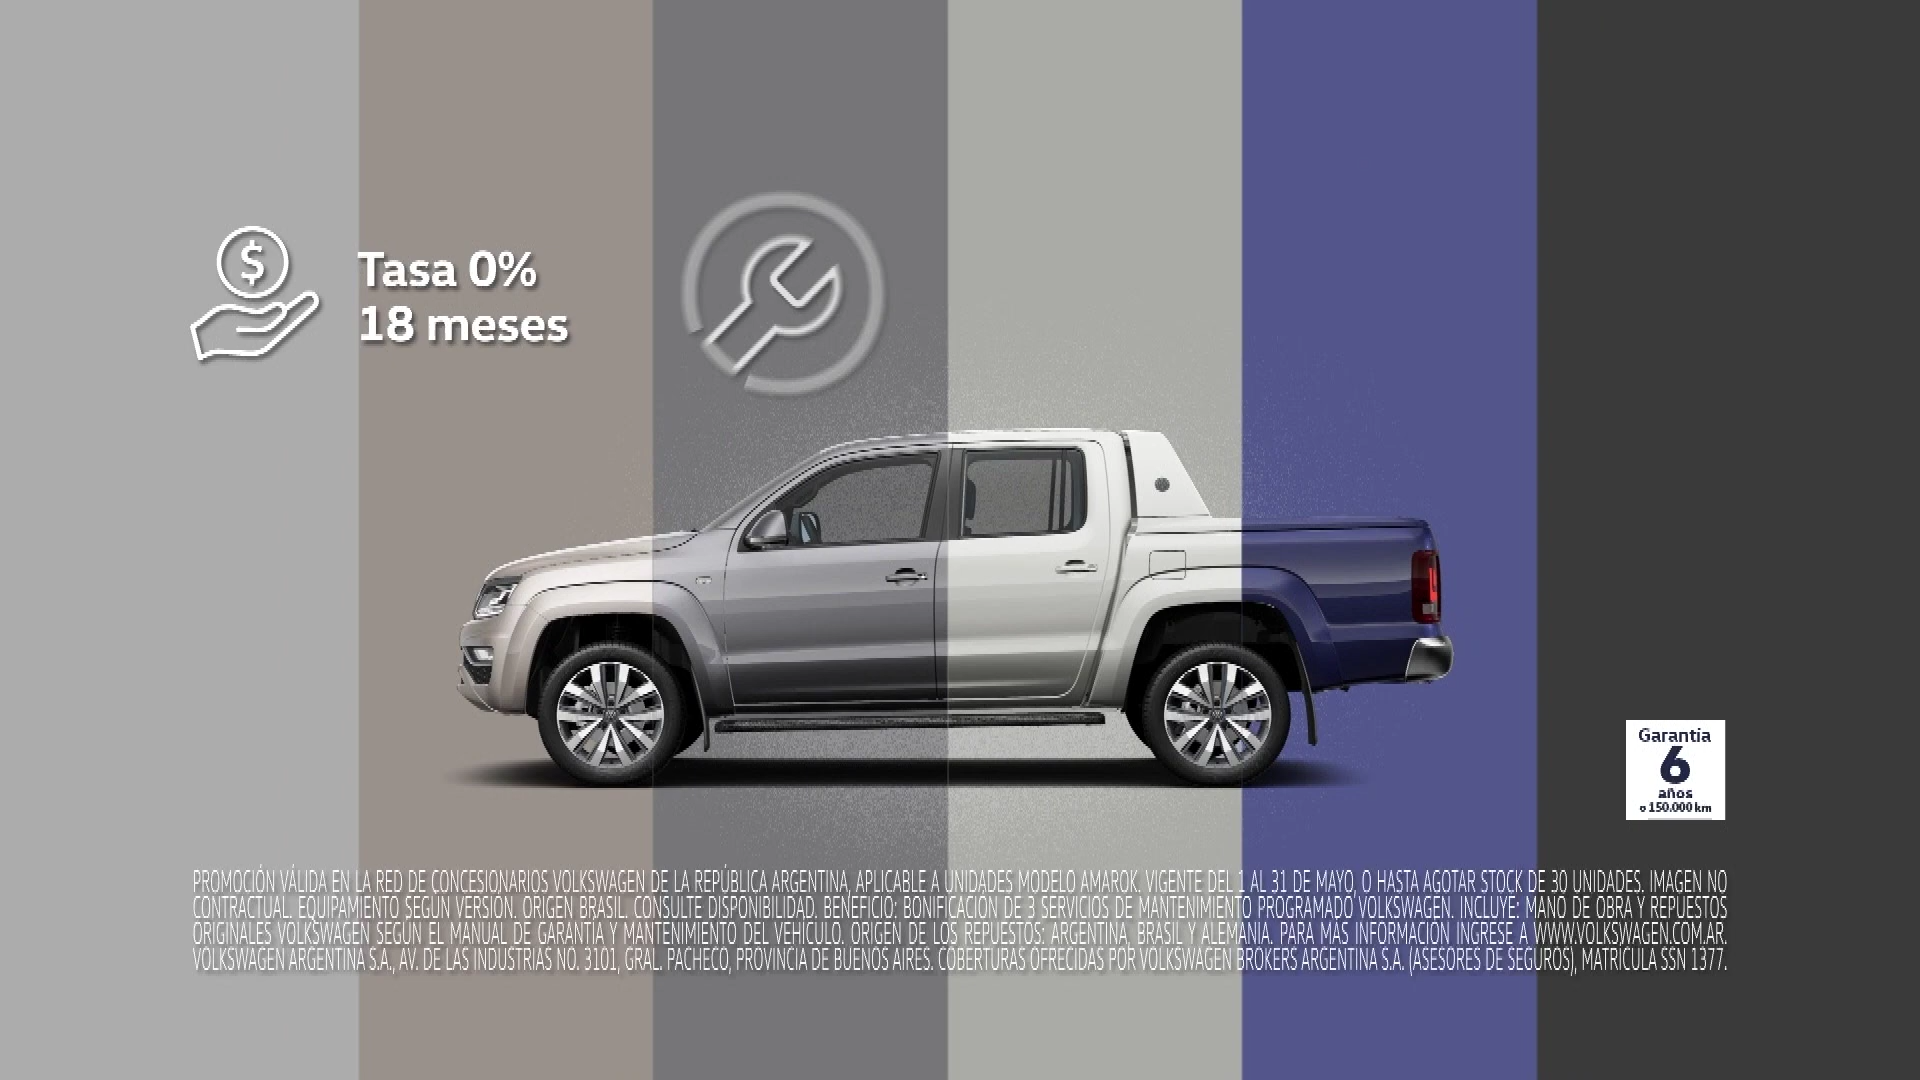 $
Tasa 0%
18 meses
Garantía
6
años
o 150.000 km
PROMOCIÓN VÁLIDA EN LA RED DE CONCESIONARIOS VOLKSWAGEN DE LA REPÚBLICA ARGENTINA, APLICABLE A UNIDADES MODELO AMAROK. VIGENTE DEL 1 AL 31 DE MAYO, O HASTA AGOTAR STOCK DE 30 UNIDADES. IMAGEN NO
CONTRACTUAL. EQUIPAMIENTO SEGÚN VERSIÓN. ORIGEN BRASIL. CONSULTE DISPONIBILIDAD. BENEFICIO: BONIFICACIÓN DE 3 SERVICIOS DE MANTENIMIENTO PROGRAMADO VOLKSWAGEN. INCLUYE: MANO DE OBRA Y REPUESTOS
ORIGINALES VOLKSWAGEN SEGÚN EL MANUAL DE GARANTÍA Y MANTENIMIENTO DEL VEHÍCULO. ORIGEN DE LOS REPUESTOS: ARGENTINA, BRASIL Y ALEMANIA. PARA MÁS INFORMACIÓN INGRESE A WWW.VOLKSWAGEN.COM.AR.
VOLKSWAGEN ARGENTINA S.A., AV. DE LAS INDUSTRIAS NO. 3101, GRAL. PACHECO, PROVINCIA DE BUENOS AIRES. COBERTURAS OFRECIDAS POR VOLKSWAGEN BROKERS ARGENTINA S.A. (ASESORES DE SEGUROS), MATRÍCULA SSN 1377.